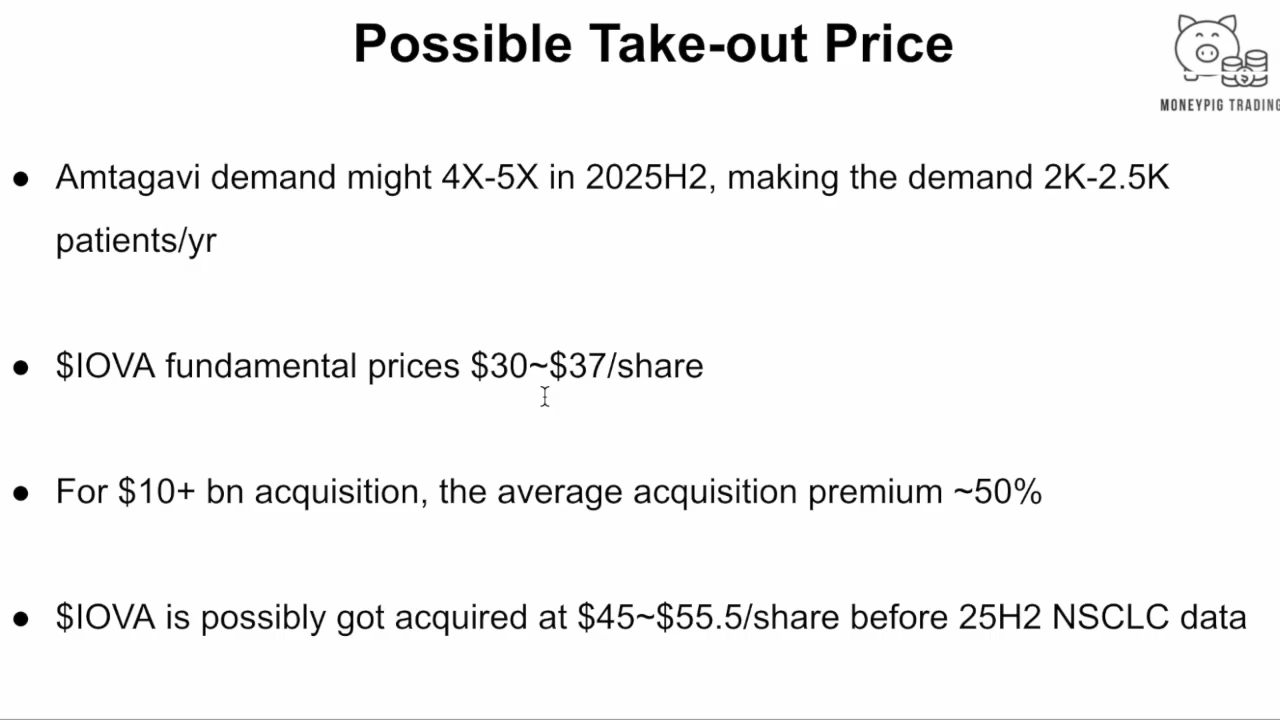 Possible Take-out Price
MONEYPIG TRADING
● Amtagavi demand might 4X-5X in 2025H2, making the demand 2K-2.5K
patients/yr
● $IOVA fundamental prices $30~$37/share
● For $10+ bn acquisition, the average acquisition premium ~50%
● $IOVA is possibly got acquired at $45~$55.5/share before 25H2 NSCLC data